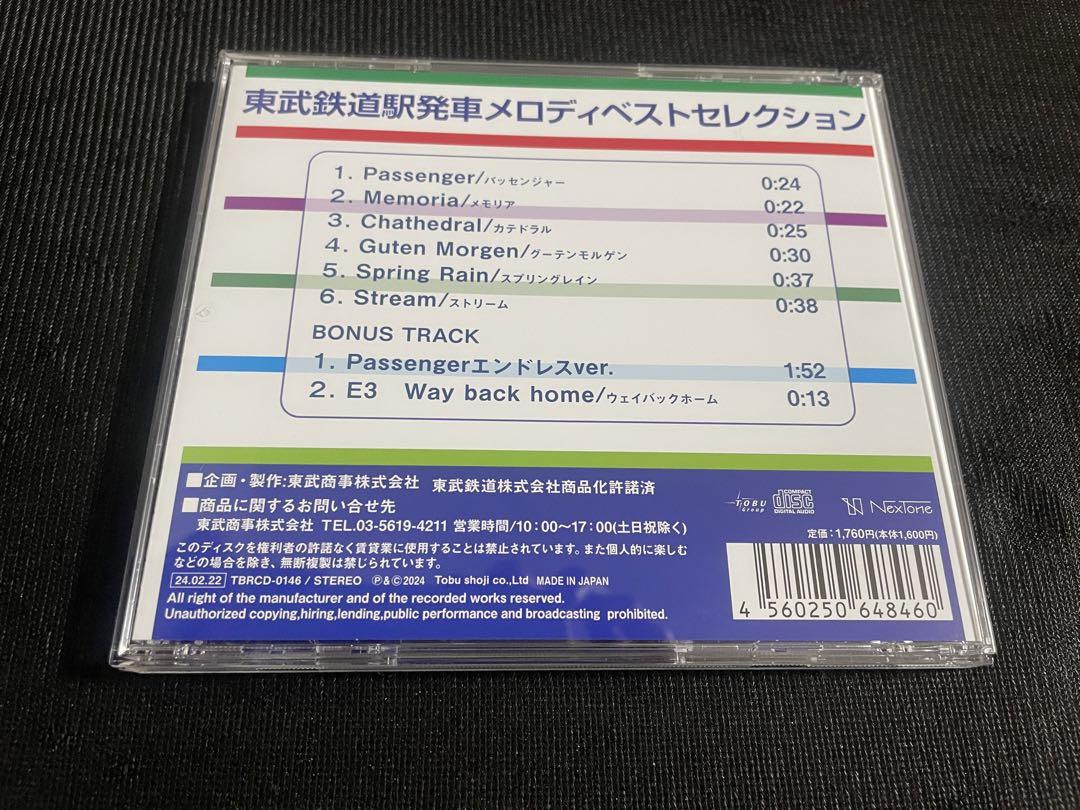 東武鉄道駅発車メロディベストセレクション
1. Passenger/パッセンジャー 0:24
2. Memoria/メモリア 0:22
3. Chathedral/カテドラル 0:25
4. Guten Morgen/グーテンモルゲン 0:30
5. Spring Rain/スプリングレイン 0:37
6. Stream/ストリーム 0:38
BONUS TRACK
1. Passengerエンドレスver. 1:52
2. E3 Way back home/ウェイバックホーム 0:13
■企画・製作:東武商事株式会社 東武鉄道株式会社商品化許諾済
■商品に関するお問い合せ先
東武商事株式会社 TEL.03-5619-4211 営業時間/10:00〜17:00(土日祝除く)
TOBU Group
COMPACT disc DIGITAL AUDIO
NexTone
定価:1,760円(本体1,600円)
このディスクを権利者の許諾なく賃貸業に使用することは禁止されています。また個人的に楽しむ
などの場合を除き、無断複製は禁じられています。
24.02.22 TBRCD-0146 / STEREO Ⓟ&©2024 Tobu shoji co.,Ltd MADE IN JAPAN
All right of the manufacturer and of the recorded works reserved.
Unauthorized copying,hiring,lending,public performance and broadcasting prohibited.
4 560250 648460